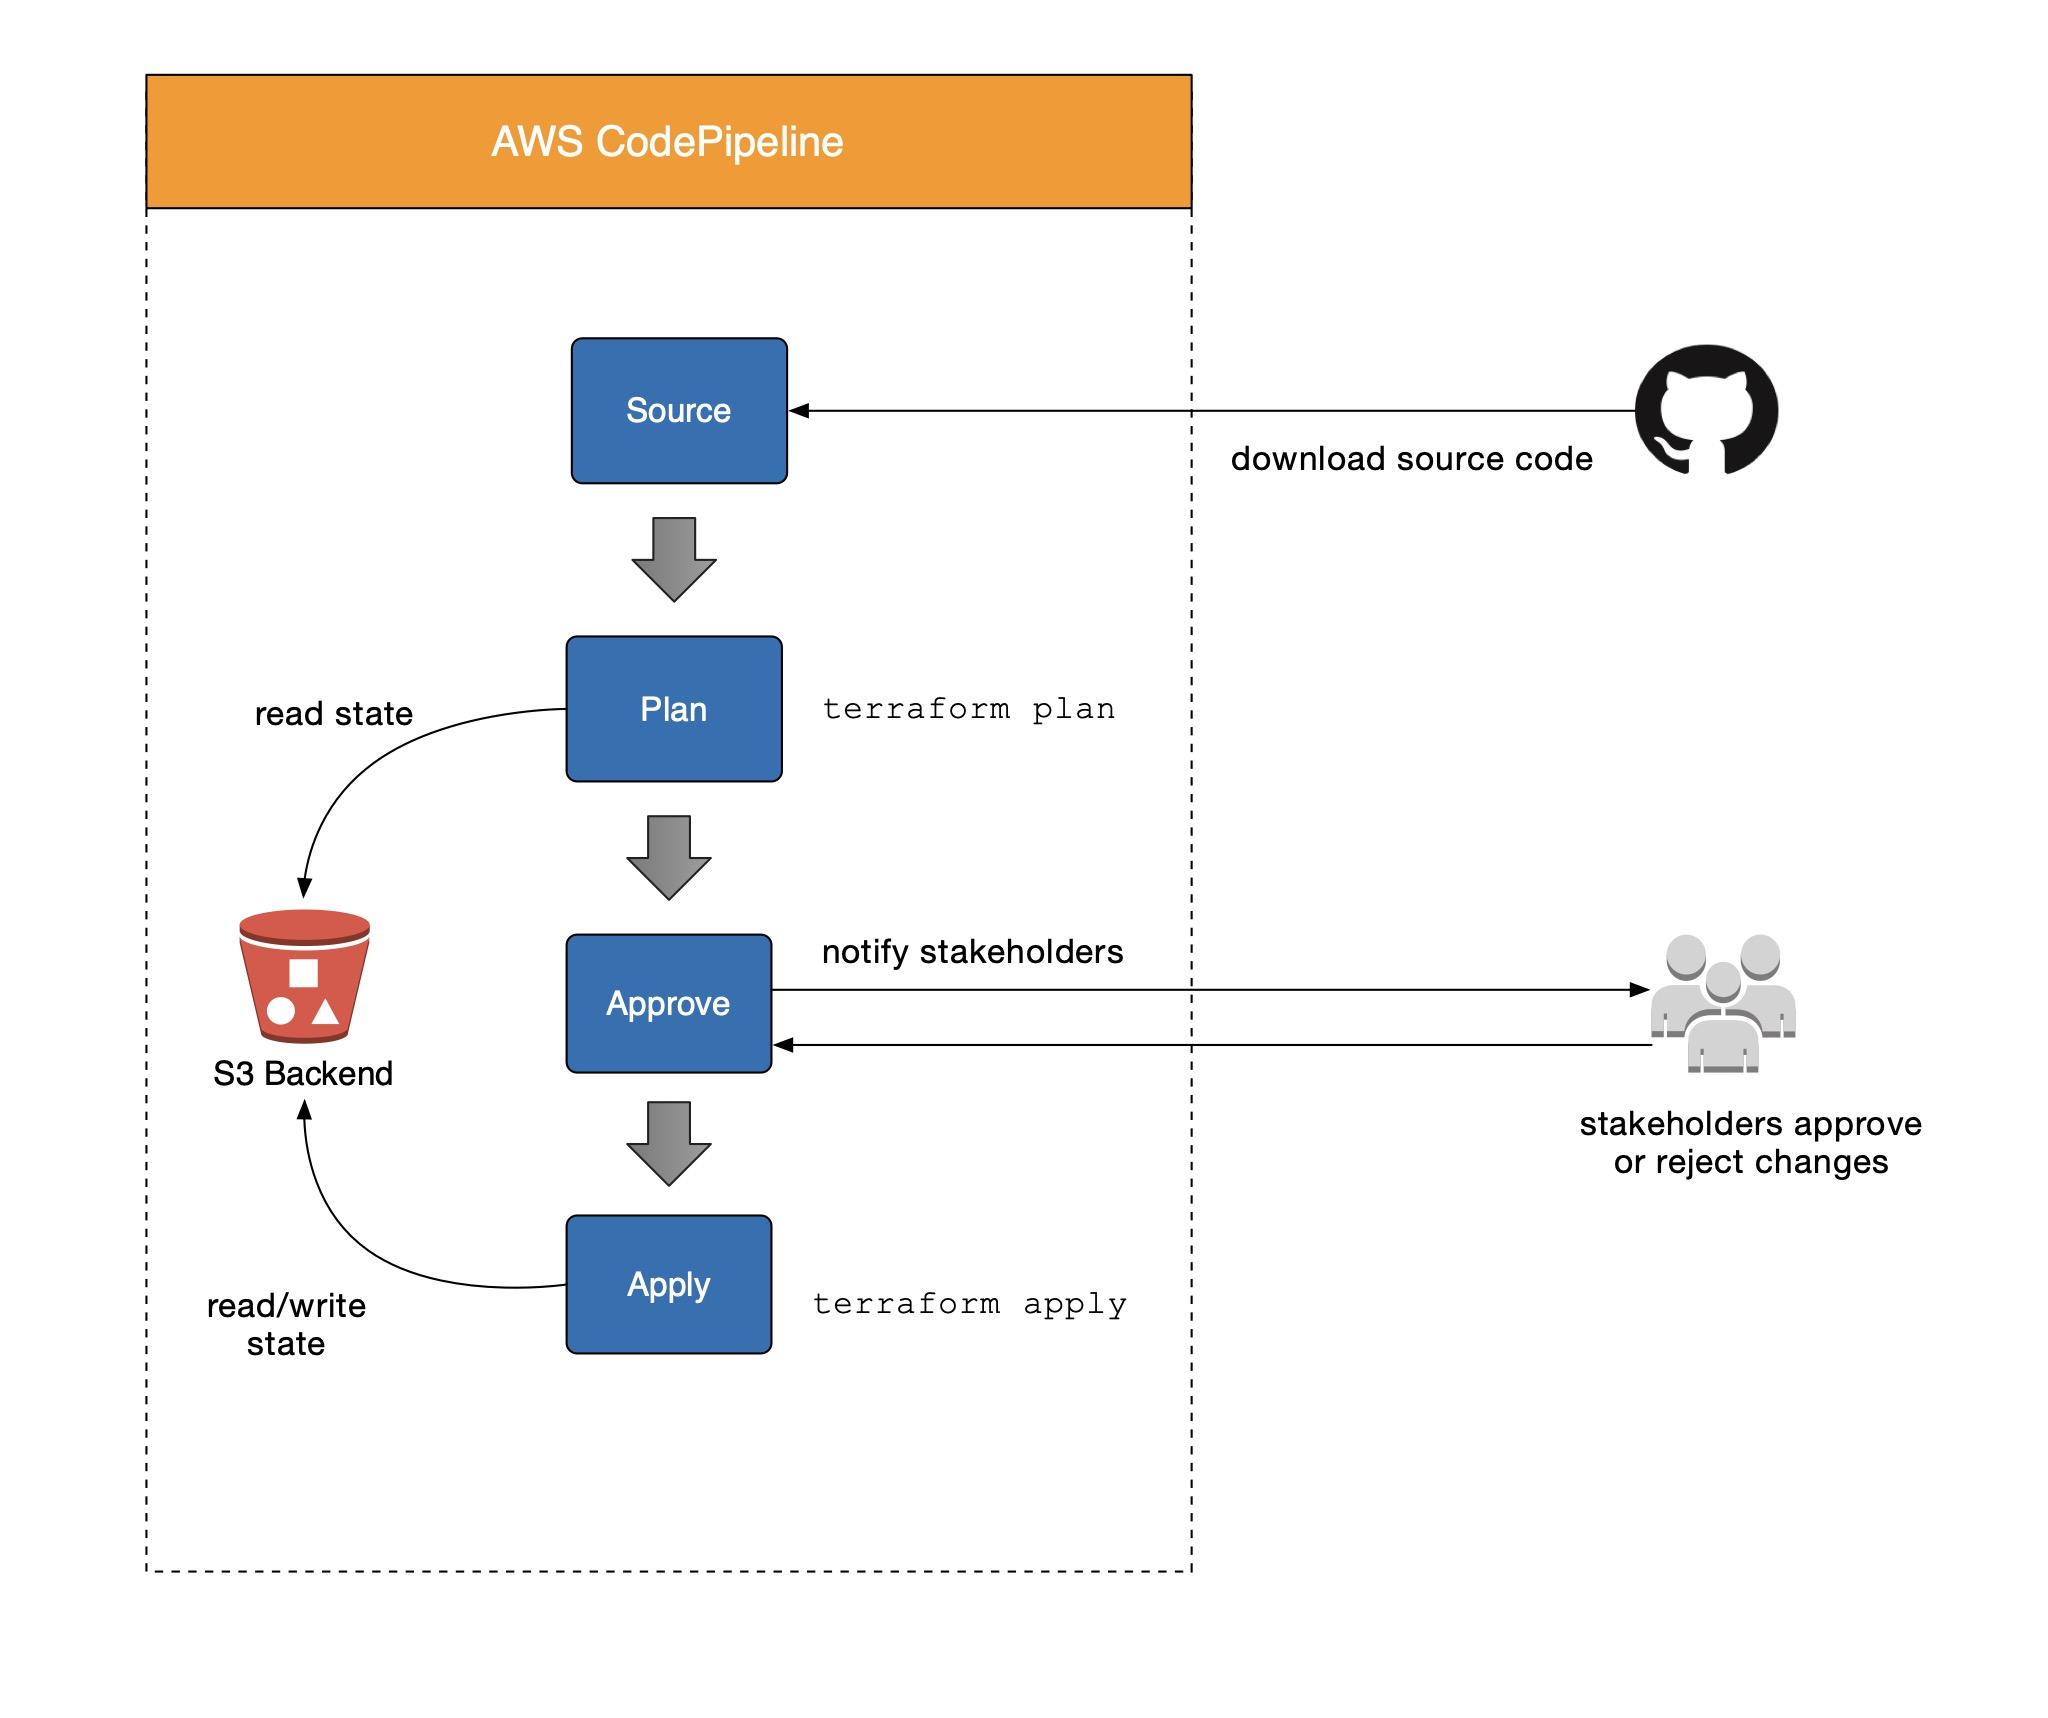 AWS CodePipeline
Source
download source code
read state
Plan
terraform plan
notify stakeholders
Approve
S3 Backend
stakeholders approve
or reject changes
Apply
terraform apply
read/write
state